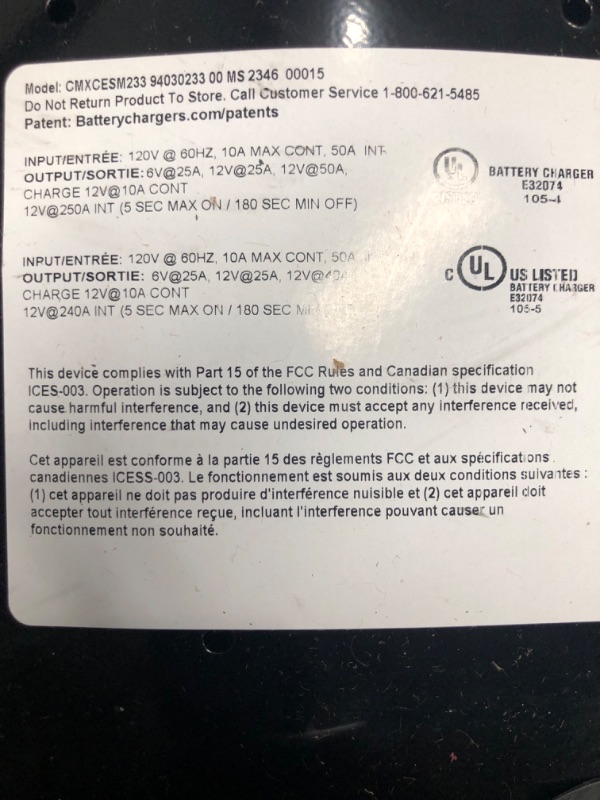 Model: CMXCESM233 94030233 00 MS 2346 00015
Do Not Return Product To Store. Call Customer Service 1-800-621-5485
Patent: Batterychargers.com/patents
INPUT/ENTRÉE: 120V @ 60HZ, 10A MAX CONT, 50A INT
OUTPUT/SORTIE: 6V@25A, 12V@25A, 12V@50A,
CHARGE 12V@10A CONT
12V@250A INT (5 SEC MAX ON / 180 SEC MIN OFF)
UL
BATTERY CHARGER
E32074
105-4
INPUT/ENTRÉE: 120V @ 60HZ, 10A MAX CONT, 50A
OUTPUT/SORTIE: 6V@25A, 12V@25A,
CHARGE 12V@10A CONT
12V@240A INT (5 SEC MAX ON / 180 SEC
C UL US LISTED
BATTERY CHARGER
E32074
105-5
This device complies with Part 15 of the FCC Rules and Canadian specification
ICES-003. Operation is subject to the following two conditions: (1) this device may not
cause harmful interference, and (2) this device must accept any interference received,
including interference that may cause undesired operation.
Cet appareil est conforme à la partie 15 des règlements FCC et aux spécifications
canadiennes ICESS-003. Le fonctionnement est soumis aux deux conditions suivantes :
(1) cet appareil ne doit pas produire d'interférence nuisible et (2) cet appareil doit
accepter tout interférence reçue, incluant l'interference pouvant causer un
fonctionnement non souhaité.